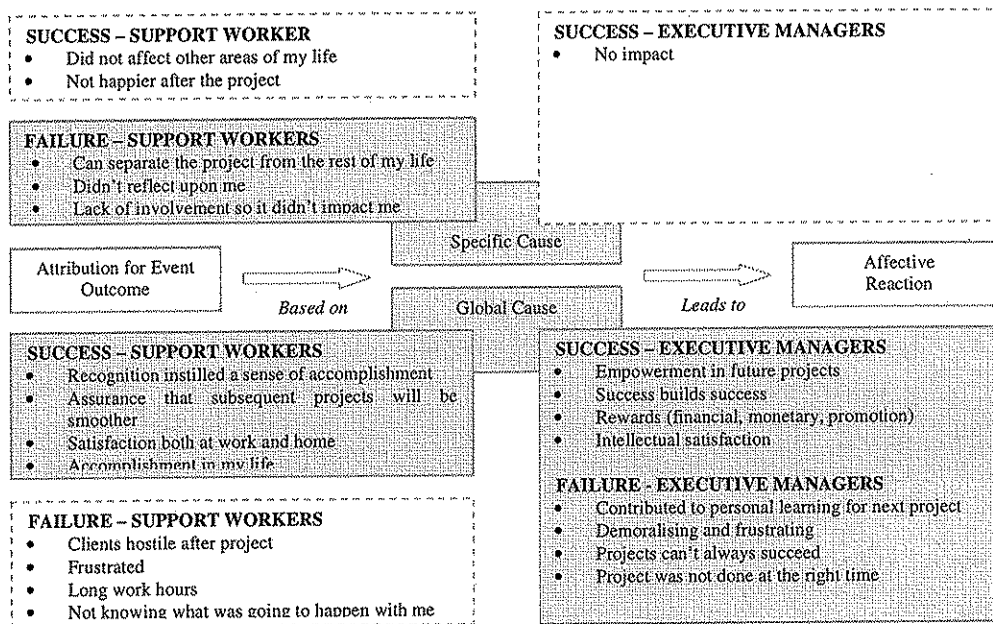 SUCCESS – SUPPORT WORKER
• Did not affect other areas of my life
• Not happier after the project
SUCCESS – EXECUTIVE MANAGERS
• No impact
FAILURE – SUPPORT WORKERS
• Can separate the project from the rest of my life
• Didn't reflect upon me
• Lack of involvement so it didn't impact me
Specific Cause
Attribution for Event
Outcome
Based on
Leads to
Affective
Reaction
Global Cause
SUCCESS – SUPPORT WORKERS
• Recognition instilled a sense of accomplishment
• Assurance that subsequent projects will be
smoother
• Satisfaction both at work and home
• Accomplishment in my life
SUCCESS – EXECUTIVE MANAGERS
• Empowerment in future projects
• Success builds success
• Rewards (financial, monetary, promotion)
• Intellectual satisfaction
FAILURE - EXECUTIVE MANAGERS
• Contributed to personal learning for next project
• Demoralising and frustrating
• Projects can't always succeed
• Project was not done at the right time
FAILURE – SUPPORT WORKERS
• Clients hostile after project
• Frustrated
• Long work hours
• Not knowing what was going to happen with me